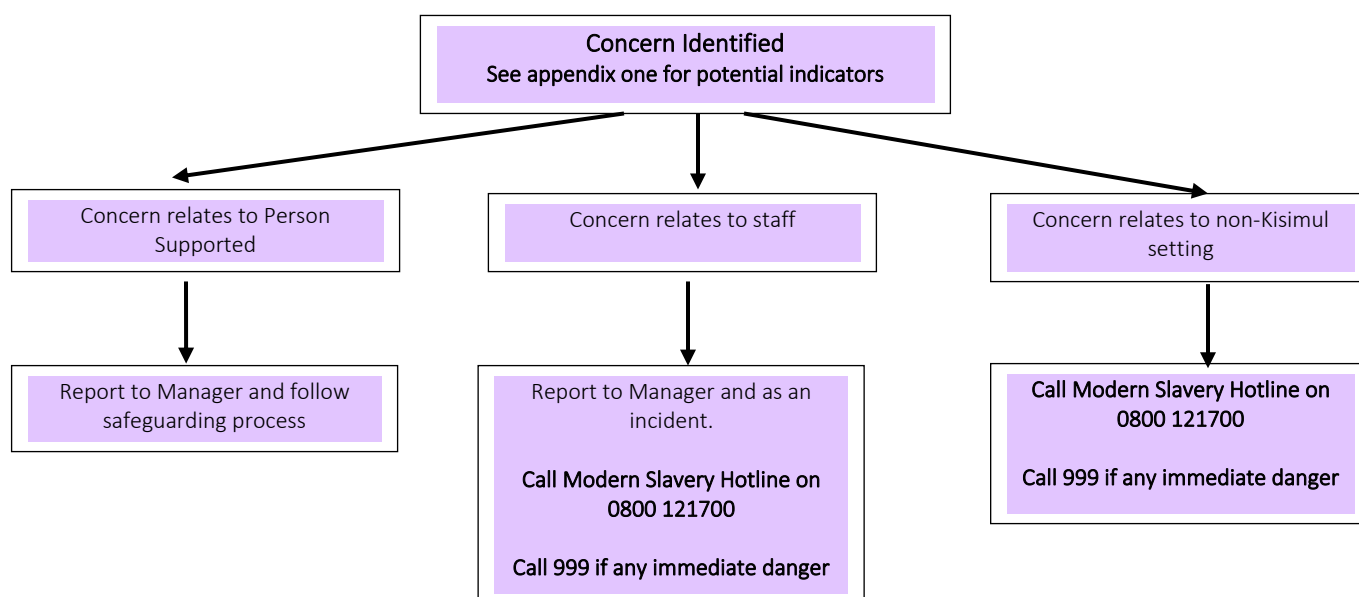 Concern Identified
See appendix one for potential indicators
Concern relates to Person
Supported
Concern relates to staff
Concern relates to non-Kisimul
setting
Report to Manager and follow
safeguarding process
Report to Manager and as an
incident.
Call Modern Slavery Hotline on
0800 121700
Call 999 if any immediate danger
Call Modern Slavery Hotline on
0800 121700
Call 999 if any immediate danger